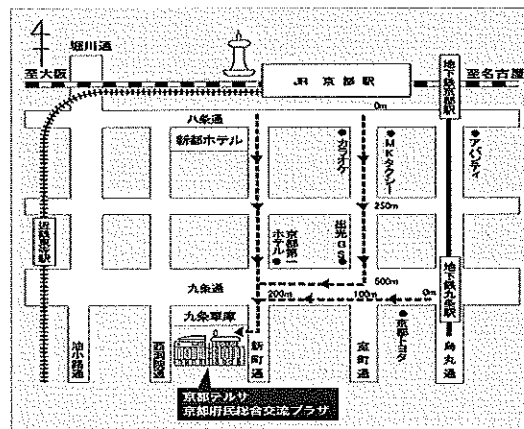 堀川通
至大阪
JR 京都駅
地下鉄京都駅
至名古屋
0m
八条通
新都ホテル
カラオケ
MKタクシー
アバンティ
250m
近鉄東寺駅
京都第一
ホテル
出光GS
地下鉄九条駅
500m
九条通
200m
100m
0m
九条車庫
京都トヨタ
油小路通
西洞院通
新町通
室町通
烏丸通
京都テルサ
京都府民総合交流プラザ